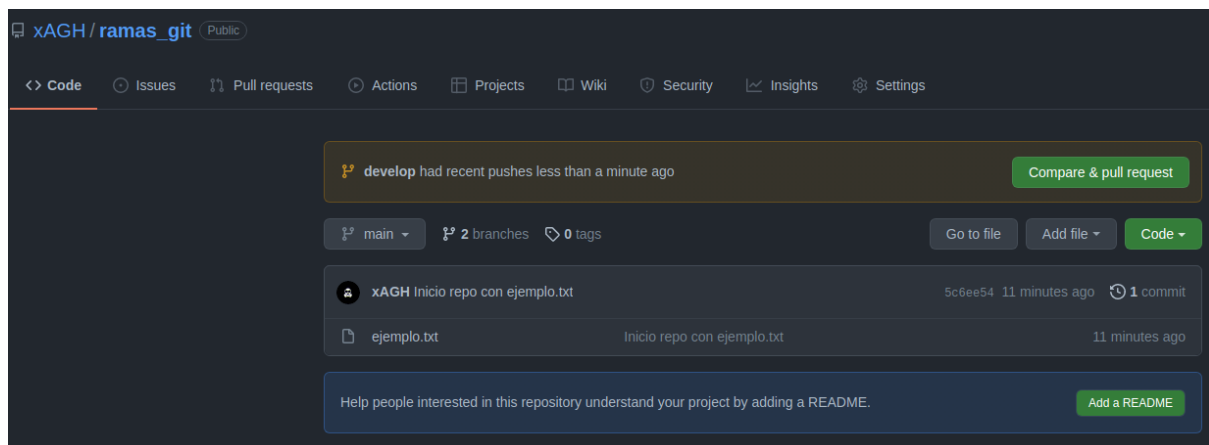 xAGH / ramas_git Public
Code Issues Pull requests Actions Projects Wiki Security Insights Settings
develop had recent pushes less than a minute ago Compare & pull request
main 2 branches 0 tags Go to file Add file Code
xAGH Inicio repo con ejemplo.txt 5c6ee54 11 minutes ago 1 commit
ejemplo.txt Inicio repo con ejemplo.txt 11 minutes ago
Help people interested in this repository understand your project by adding a README. Add a README